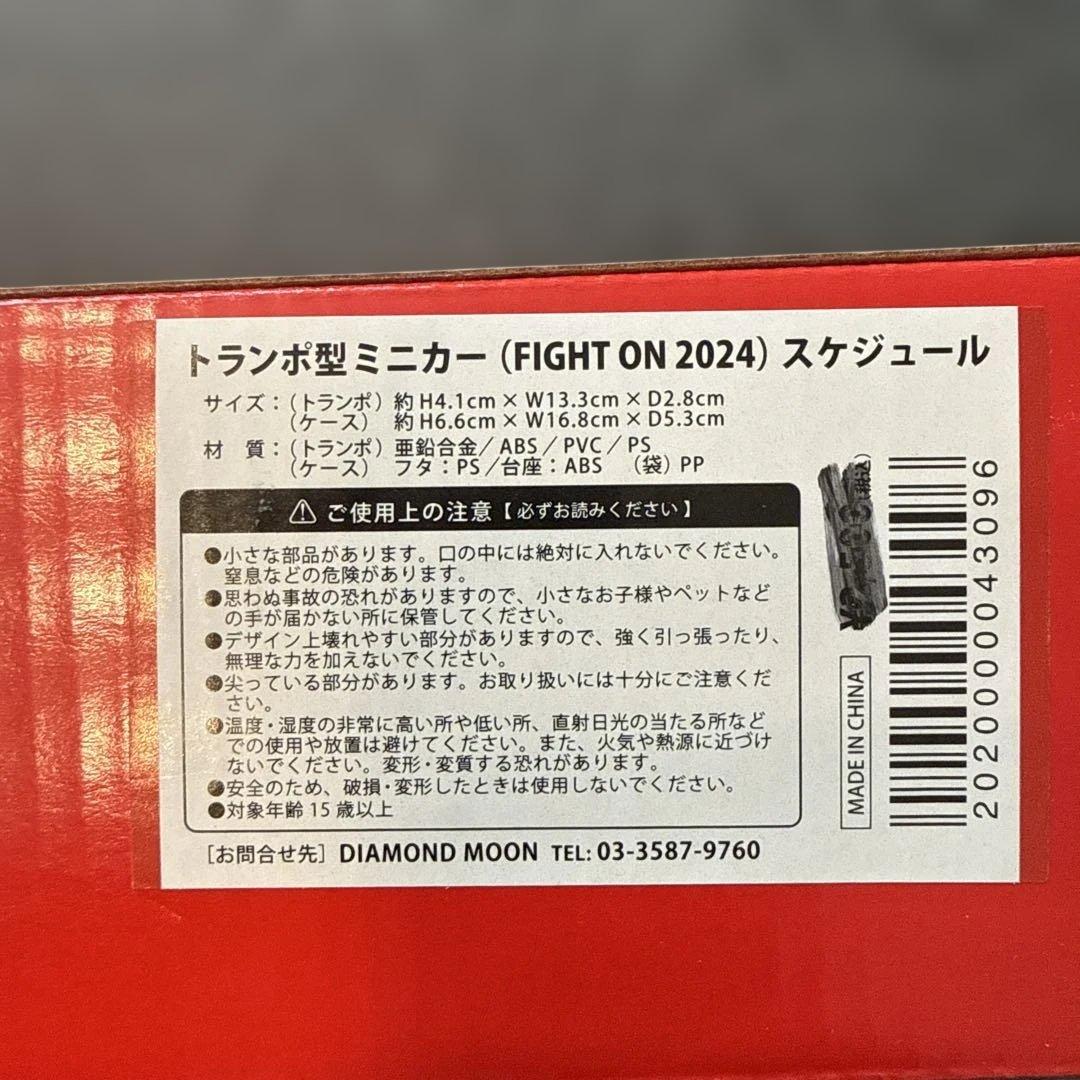 トランポ型ミニカー（FIGHT ON 2024）スケジュール
サイズ：（トランポ）約 H4.1cm × W13.3cm × D2.8cm
（ケース） 約 H6.6cm × W16.8cm × D5.3cm
材　質：（トランポ）亜鉛合金／ABS／PVC／PS
（ケース） フタ：PS／台座：ABS （袋）PP
⚠ ご使用上の注意【必ずお読みください】
●小さな部品があります。口の中には絶対に入れないでください。
窒息などの危険があります。
●思わぬ事故の恐れがありますので、小さなお子様やペットなど
の手が届かない所に保管してください。
●デザイン上壊れやすい部分がありますので、強く引っ張ったり、
無理な力を加えないでください。
●尖っている部分があります。お取り扱いには十分にご注意くだ
さい。
●温度・湿度の非常に高い所や低い所、直射日光の当たる所など
での使用や放置は避けてください。また、火気や熱源に近づけ
ないでください。変形・変質する恐れがあります。
●安全のため、破損・変形したときは使用しないでください。
●対象年齢 15 歳以上
［お問合せ先］DIAMOND MOON TEL: 03-3587-9760
(税込)
MADE IN CHINA
2020000043096